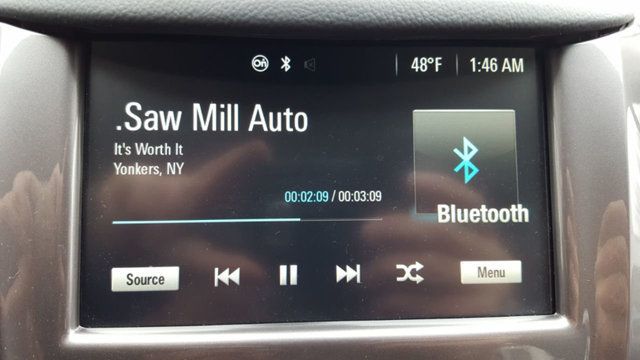 On
48°F
1:46 AM
.Saw Mill Auto
It's Worth It
Yonkers, NY
00:02:09 / 00:03:09
Bluetooth
Source
Menu